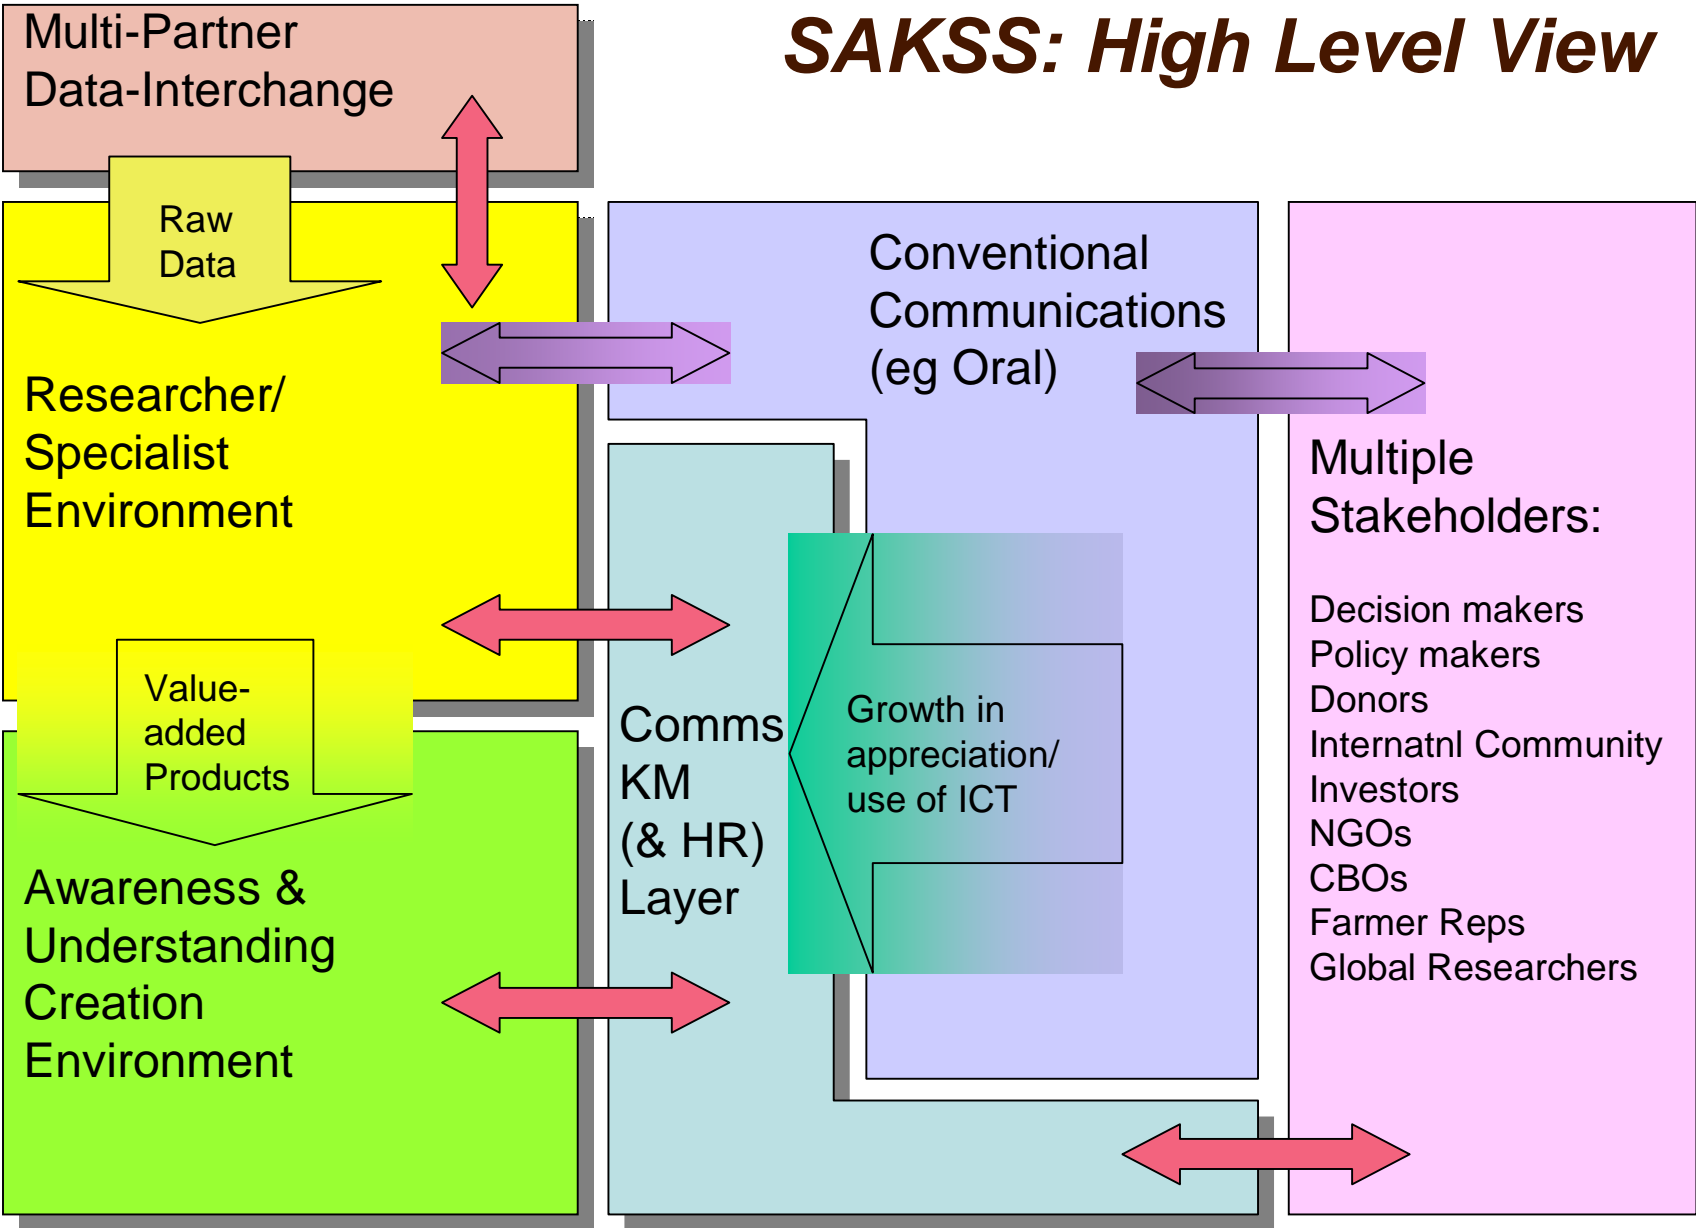 SAKSS: High Level View
Multi-Partner
Data-Interchange
Raw
Data
Researcher/
Specialist
Environment
Value-
added
Products
Awareness &
Understanding
Creation
Environment
Conventional
Communications
(eg Oral)
Comms
KM
(& HR)
Layer
Growth in
appreciation/
use of ICT
Multiple
Stakeholders:
Decision makers
Policy makers
Donors
Internatnl Community
Investors
NGOs
CBOs
Farmer Reps
Global Researchers